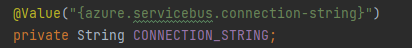 @Value("{azure.servicebus.connection-string}")
private String CONNECTION_STRING;